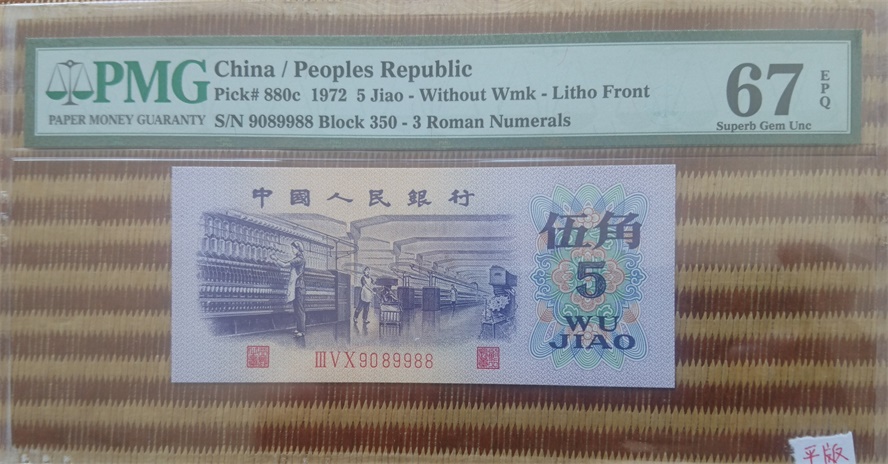 PMG
PAPER MONEY GUARANTY
China / Peoples Republic
Pick# 880c 1972 5 Jiao - Without Wmk - Litho Front
S/N 9089988 Block 350 - 3 Roman Numerals
67 EPQ
Superb Gem Unc
中國人民銀行
伍角
5
WU
JIAO
ⅢⅤⅩ9089988
平版